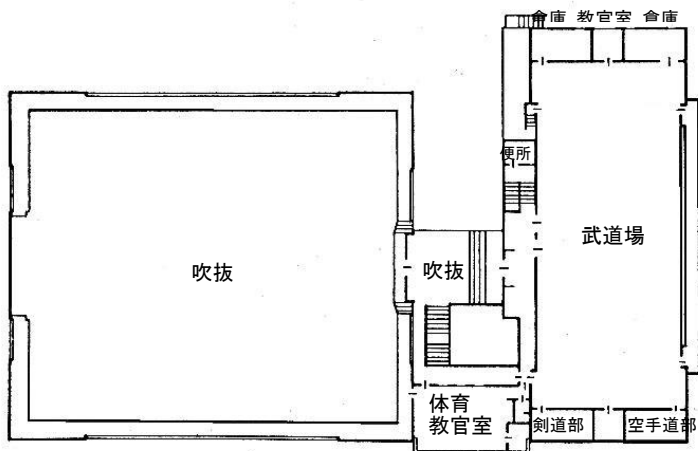 倉庫 教官室 倉庫
便所
武道場
吹抜
吹抜
体育
教官室
剣道部
空手道部